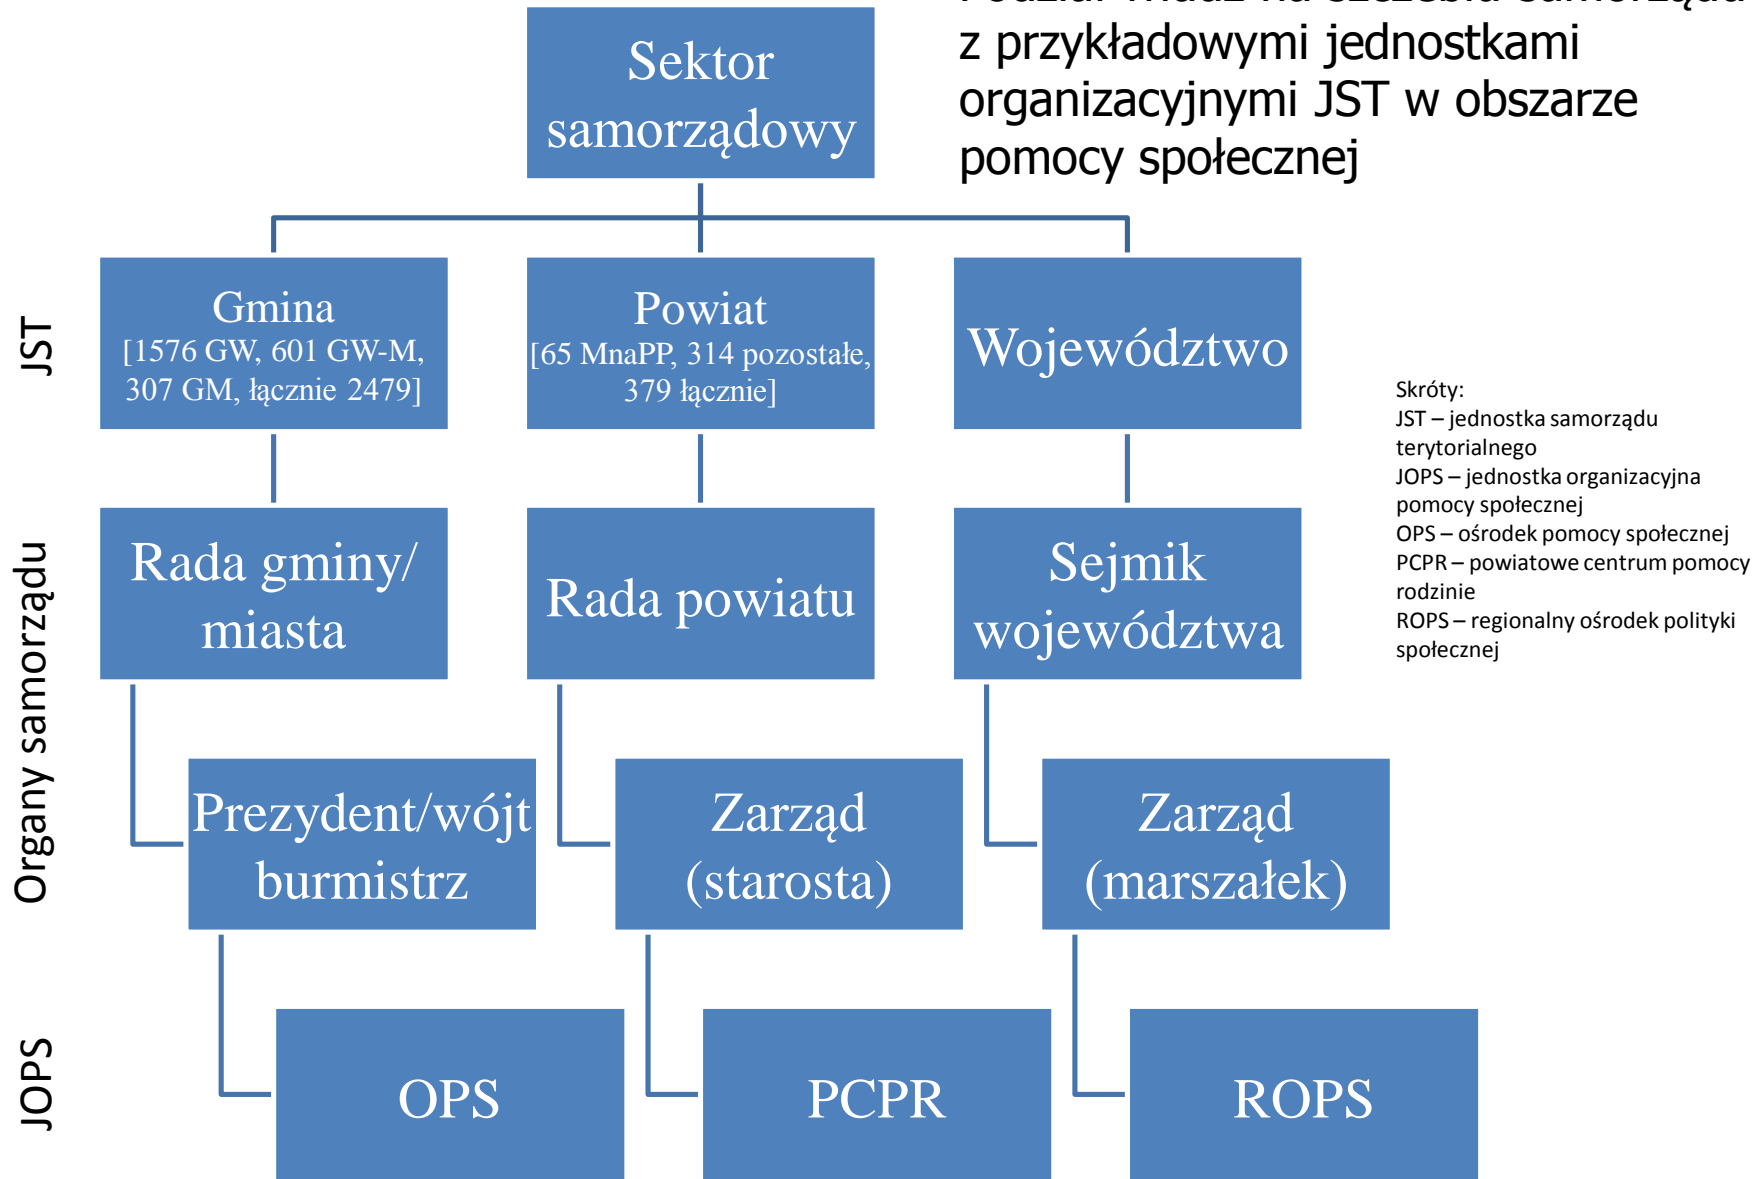 z przykładowymi jednostkami
organizacyjnymi JST w obszarze
pomocy społecznej
Sektor
samorządowy
JST
Gmina
[1576 GW, 601 GW-M,
307 GM, łącznie 2479]
Powiat
[65 MnaPP, 314 pozostałe,
379 łącznie]
Województwo
Skróty:
JST – jednostka samorządu
terytorialnego
JOPS – jednostka organizacyjna
pomocy społecznej
OPS – ośrodek pomocy społecznej
PCPR – powiatowe centrum pomocy
rodzinie
ROPS – regionalny ośrodek polityki
społecznej
Organy samorządu
Rada gminy/
miasta
Rada powiatu
Sejmik
województwa
Prezydent/wójt
burmistrz
Zarząd
(starosta)
Zarząd
(marszałek)
JOPS
OPS
PCPR
ROPS